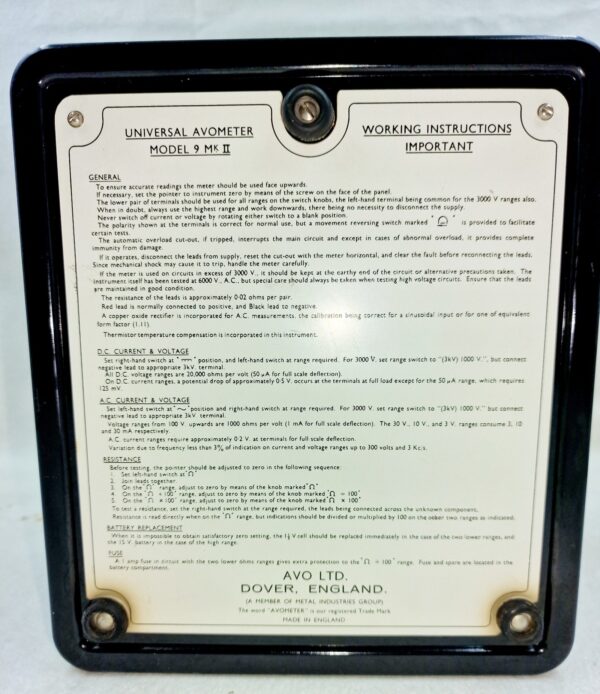 UNIVERSAL AVOMETER
MODEL 9 MK II
WORKING INSTRUCTIONS
IMPORTANT
GENERAL
To ensure accurate readings the meter should be used face upwards.
If necessary, set the pointer to instrument zero by means of the screw on the face of the panel.
The lower pair of terminals should be used for all ranges on the switch knobs, the left-hand terminal being common for the 3000 V ranges also.
When in doubt, always use the highest range and work downwards, there being no necessity to disconnect the supply.
Never switch off current or voltage by rotating either switch to a blank position.
The polarity shown at the terminals is correct for normal use, but a movement reversing switch marked " " is provided to facilitate
certain tests.
The automatic overload cut-out, if tripped, interrupts the main circuit and except in cases of abnormal overload, it provides complete
immunity from damage.
If it operates, disconnect the leads from supply, reset the cut-out with the meter horizontal, and clear the fault before reconnecting the leads.
Since mechanical shock may cause it to trip, handle the meter carefully.
If the meter is used on circuits in excess of 3000 V., it should be kept at the earthy end of the circuit or alternative precautions taken. The
instrument itself has been tested at 6000 V., A.C., but special care should always be taken when testing high voltage circuits. Ensure that the leads
are maintained in good condition.
The resistance of the leads is approximately 0·02 ohms per pair.
Red lead is normally connected to positive, and Black lead to negative.
A copper oxide rectifier is incorporated for A.C. measurements, the calibration being correct for a sinusoidal input or for one of equivalent
form factor (1.11).
Thermistor temperature compensation is incorporated in this instrument.
D.C. CURRENT & VOLTAGE
Set right-hand switch at " ⎓ " position, and left-hand switch at range required. For 3000 V. set range switch to "(3kV) 1000 V.", but connect
negative lead to appropriate 3kV. terminal.
All D.C. voltage ranges are 20,000 ohms per volt (50 µA for full scale deflection).
On D.C. current ranges, a potential drop of approximately 0·5 V. occurs at the terminals at full load except for the 50 µA range, which requires
125 mV.
A.C. CURRENT & VOLTAGE
Set left-hand switch at "~" position and right-hand switch at range required. For 3000 V. set range switch to "(3kV) 1000 V." but connect
negative lead to appropriate 3kV. terminal.
Voltage ranges from 100 V. upwards are 1000 ohms per volt (1 mA for full scale deflection). The 30 V., 10 V., and 3 V. ranges consume 3, 10
and 30 mA respectively.
A.C. current ranges require approximately 0·2 V. at terminals for full scale deflection.
Variation due to frequency less than 3% of indication on current and voltage ranges up to 300 volts and 3 Kc/s.
RESISTANCE
Before testing, the pointer should be adjusted to zero in the following sequence:
1. Set left-hand switch at "Ω"
2. Join leads together.
3. On the "Ω" range, adjust to zero by means of the knob marked "Ω"
4. On the "Ω ÷ 100" range, adjust to zero by means of the knob marked "Ω ÷ 100"
5. On the "Ω × 100" range, adjust to zero by means of the knob marked "Ω × 100"
To test a resistance, set the right-hand switch at the range required, the leads being connected across the unknown component.
Resistance is read directly when on the "Ω" range, but indications should be divided or multiplied by 100 on the other two ranges as indicated.
BATTERY REPLACEMENT
When it is impossible to obtain satisfactory zero setting, the 1½ V cell should be replaced immediately in the case of the two lower ranges, and
the 15 V. battery in the case of the high range.
FUSE
A 1 amp fuse in circuit with the two lower ohms ranges gives extra protection to the "Ω ÷ 100" range. Fuse and spare are located in the
battery compartment.
AVO LTD.
DOVER, ENGLAND.
(A MEMBER OF METAL INDUSTRIES GROUP)
The word "AVOMETER" is our registered Trade Mark
MADE IN ENGLAND